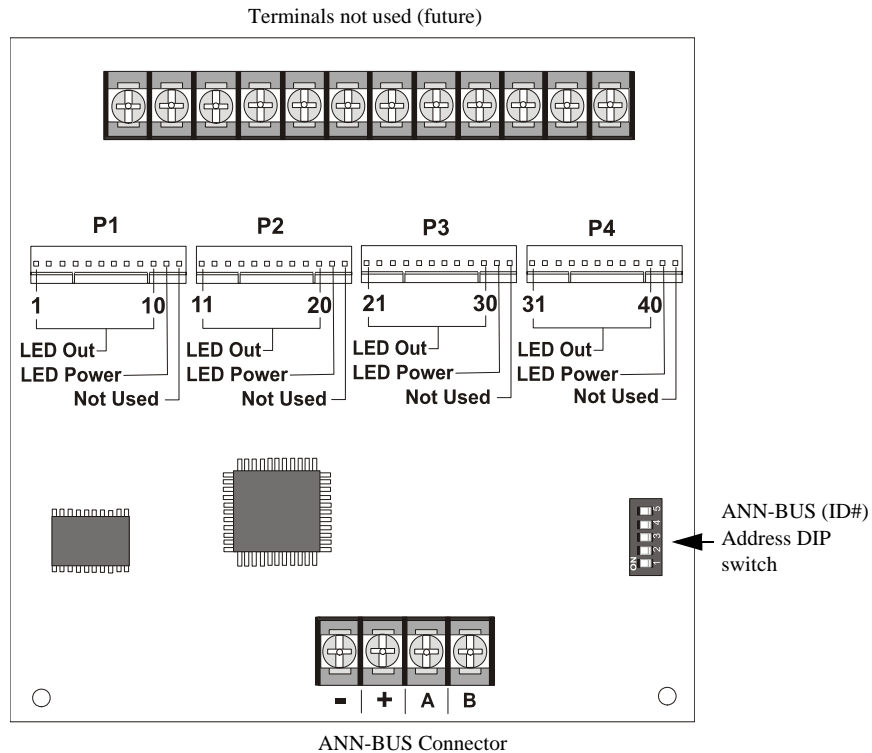 Terminals not used (future)
P1 P2 P3 P4
1 10 11 20 21 30 31 40
LED Out LED Out LED Out LED Out
LED Power LED Power LED Power LED Power
Not Used Not Used Not Used Not Used
ON 1 2 3 4 5
ANN-BUS (ID#)
Address DIP
switch
- + A B
ANN-BUS Connector